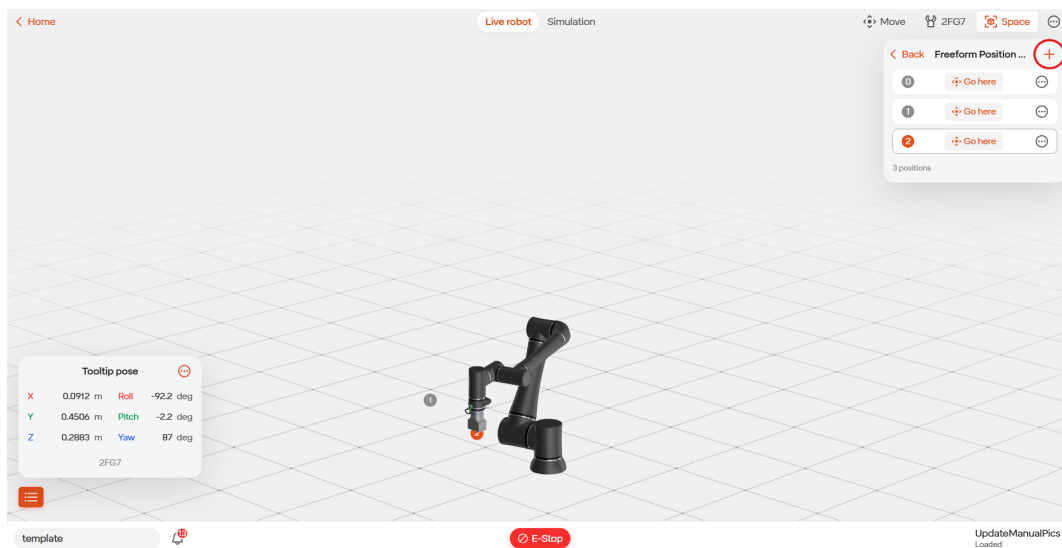 Home
Live robot Simulation
Move 2FG7 Space
Back Freeform Position ...
0 Go here
1 Go here
2 Go here
3 positions
1
2
Tooltip pose
X 0.0912 m Roll -92.2 deg
Y 0.4506 m Pitch -2.2 deg
Z 0.2883 m Yaw 87 deg
2FG7
template 13 E-Stop UpdateManualPics
Loaded